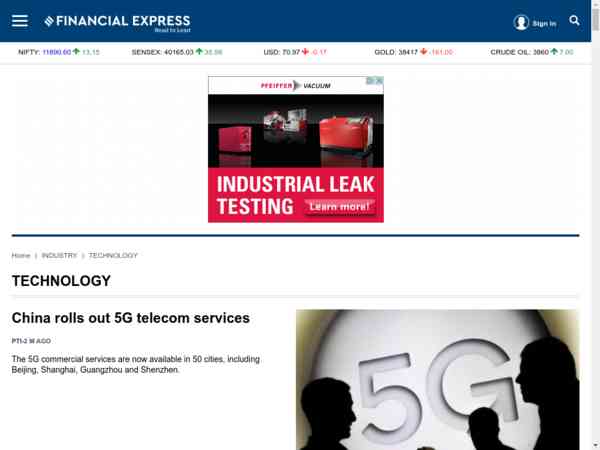 FINANCIAL EXPRESS
Read to Lead
Sign in
NIFTY: 11890.60 13.15 SENSEX: 40165.03 35.98 USD: 70.97 -0.17 GOLD: 38417 -161.00 CRUDE OIL: 3860 7.00
PFEIFFER VACUUM
INDUSTRIAL LEAK
TESTING Learn more!
Home | INDUSTRY | TECHNOLOGY
TECHNOLOGY
China rolls out 5G telecom services
PTI-2 M AGO
The 5G commercial services are now available in 50 cities, including
Beijing, Shanghai, Guangzhou and Shenzhen.
5G